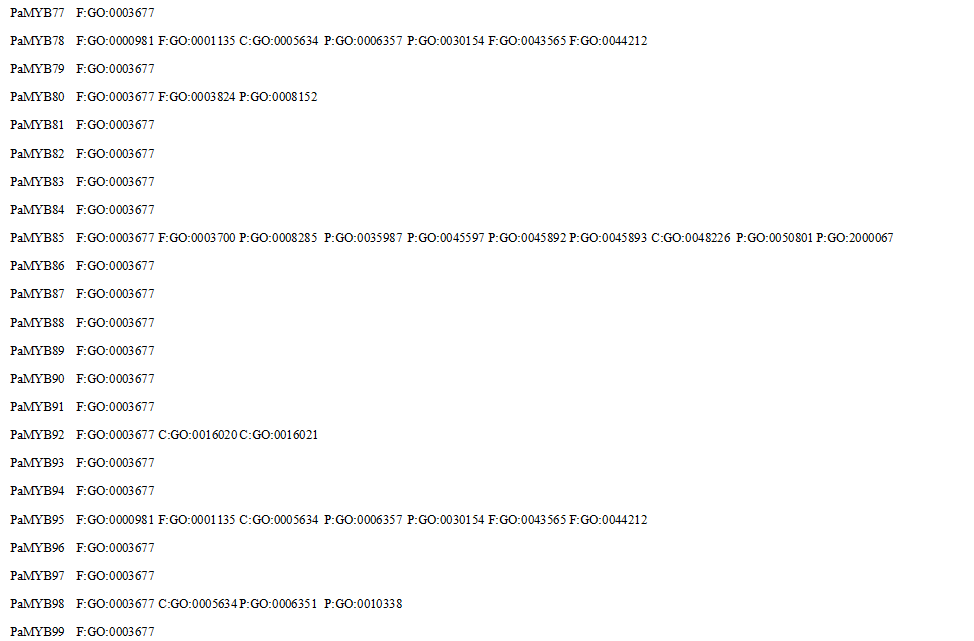 PaMYB77 F:GO:0003677
PaMYB78 F:GO:0000981 F:GO:0001135 C:GO:0005634 P:GO:0006357 P:GO:0030154 F:GO:0043565 F:GO:0044212
PaMYB79 F:GO:0003677
PaMYB80 F:GO:0003677 F:GO:0003824 P:GO:0008152
PaMYB81 F:GO:0003677
PaMYB82 F:GO:0003677
PaMYB83 F:GO:0003677
PaMYB84 F:GO:0003677
PaMYB85 F:GO:0003677 F:GO:0003700 P:GO:0008285 P:GO:0035987 P:GO:0045597 P:GO:0045892 P:GO:0045893 C:GO:0048226 P:GO:0050801 P:GO:2000067
PaMYB86 F:GO:0003677
PaMYB87 F:GO:0003677
PaMYB88 F:GO:0003677
PaMYB89 F:GO:0003677
PaMYB90 F:GO:0003677
PaMYB91 F:GO:0003677
PaMYB92 F:GO:0003677 C:GO:0016020 C:GO:0016021
PaMYB93 F:GO:0003677
PaMYB94 F:GO:0003677
PaMYB95 F:GO:0000981 F:GO:0001135 C:GO:0005634 P:GO:0006357 P:GO:0030154 F:GO:0043565 F:GO:0044212
PaMYB96 F:GO:0003677
PaMYB97 F:GO:0003677
PaMYB98 F:GO:0003677 C:GO:0005634 P:GO:0006351 P:GO:0010338
PaMYB99 F:GO:0003677